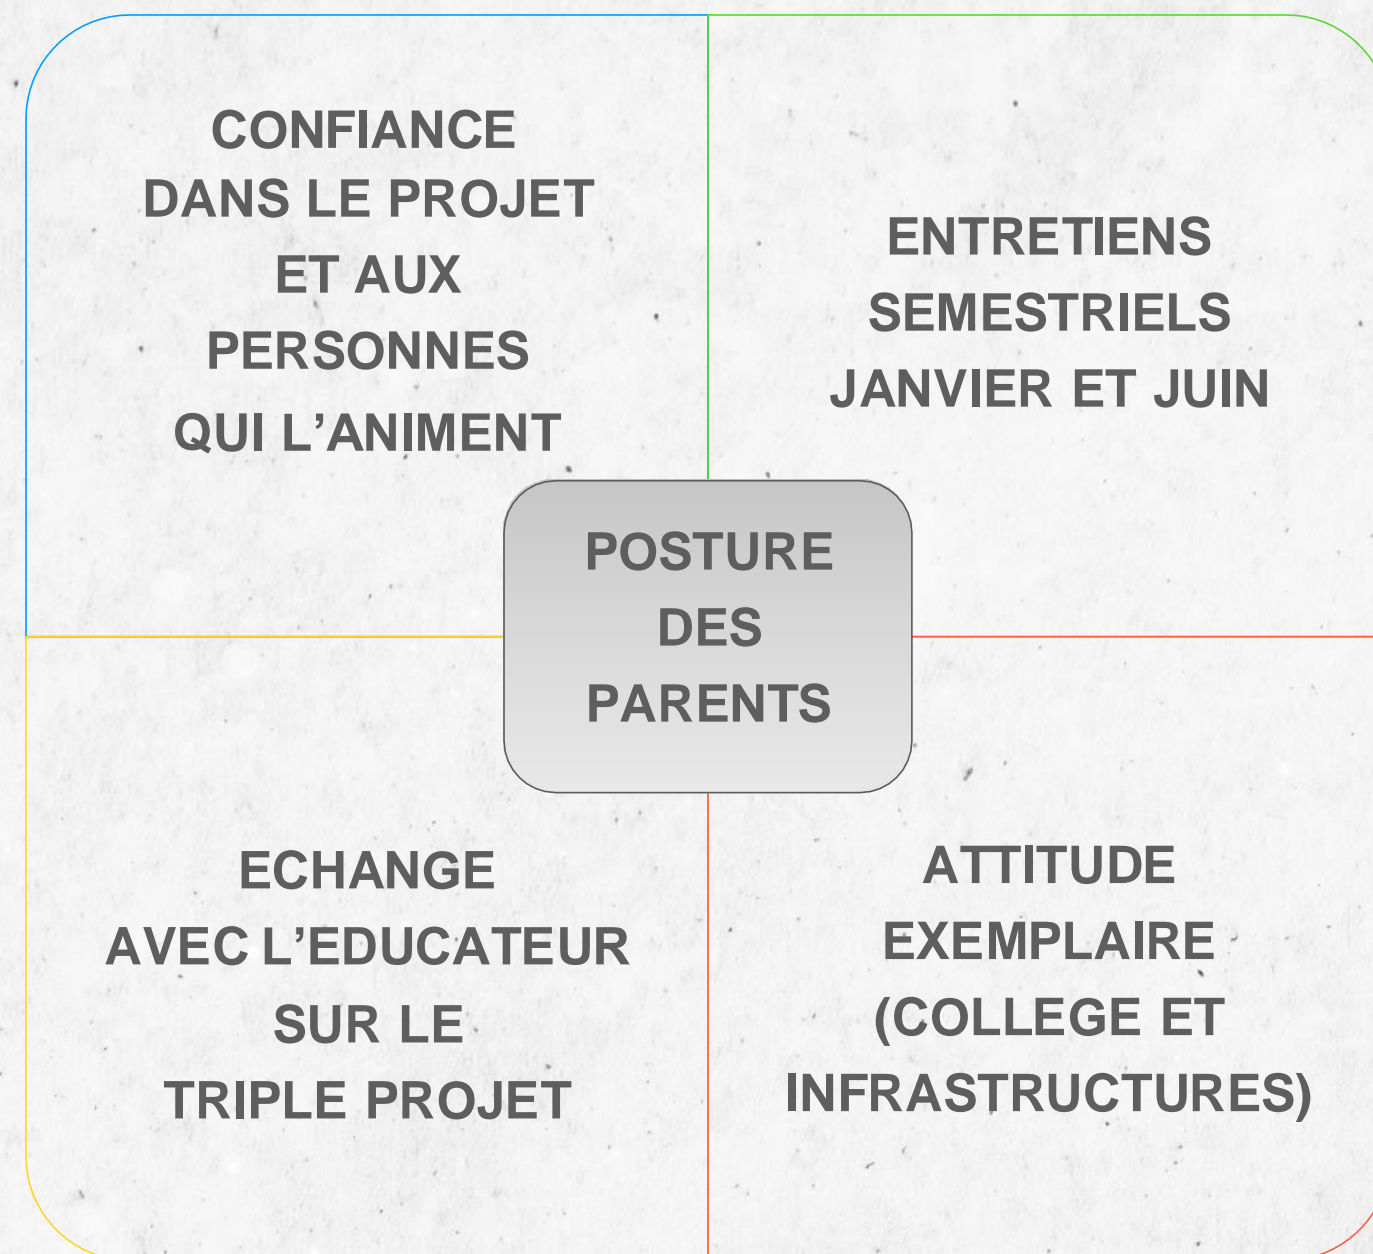 CONFIANCE
DANS LE PROJET
ET AUX
PERSONNES
QUI L’ANIMENT
ENTRETIENS
SEMESTRIELS
JANVIER ET JUIN
POSTURE
DES
PARENTS
ECHANGE
AVEC L’EDUCATEUR
SUR LE
TRIPLE PROJET
ATTITUDE
EXEMPLAIRE
(COLLEGE ET
INFRASTRUCTURES)